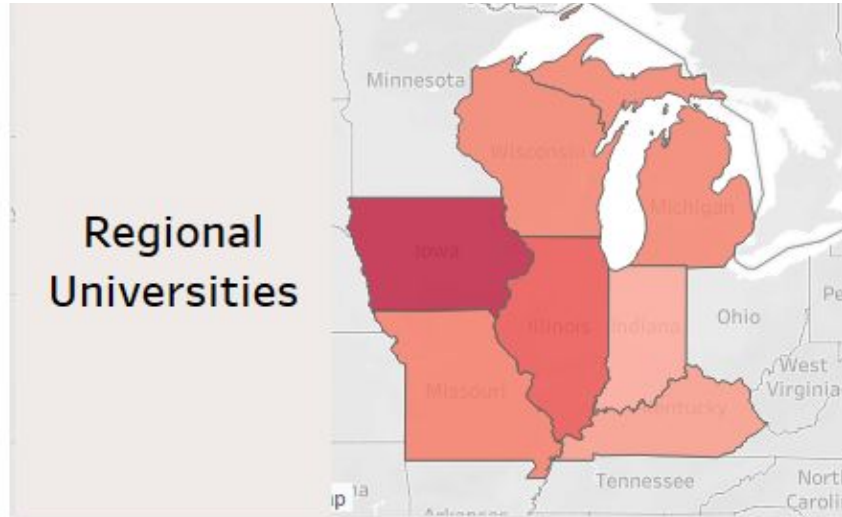 Regional
Universities
Minnesota
Wisconsin
Michigan
Iowa
Illinois
Indiana
Ohio
Missouri
Kentucky
West
Virginia
Tennessee